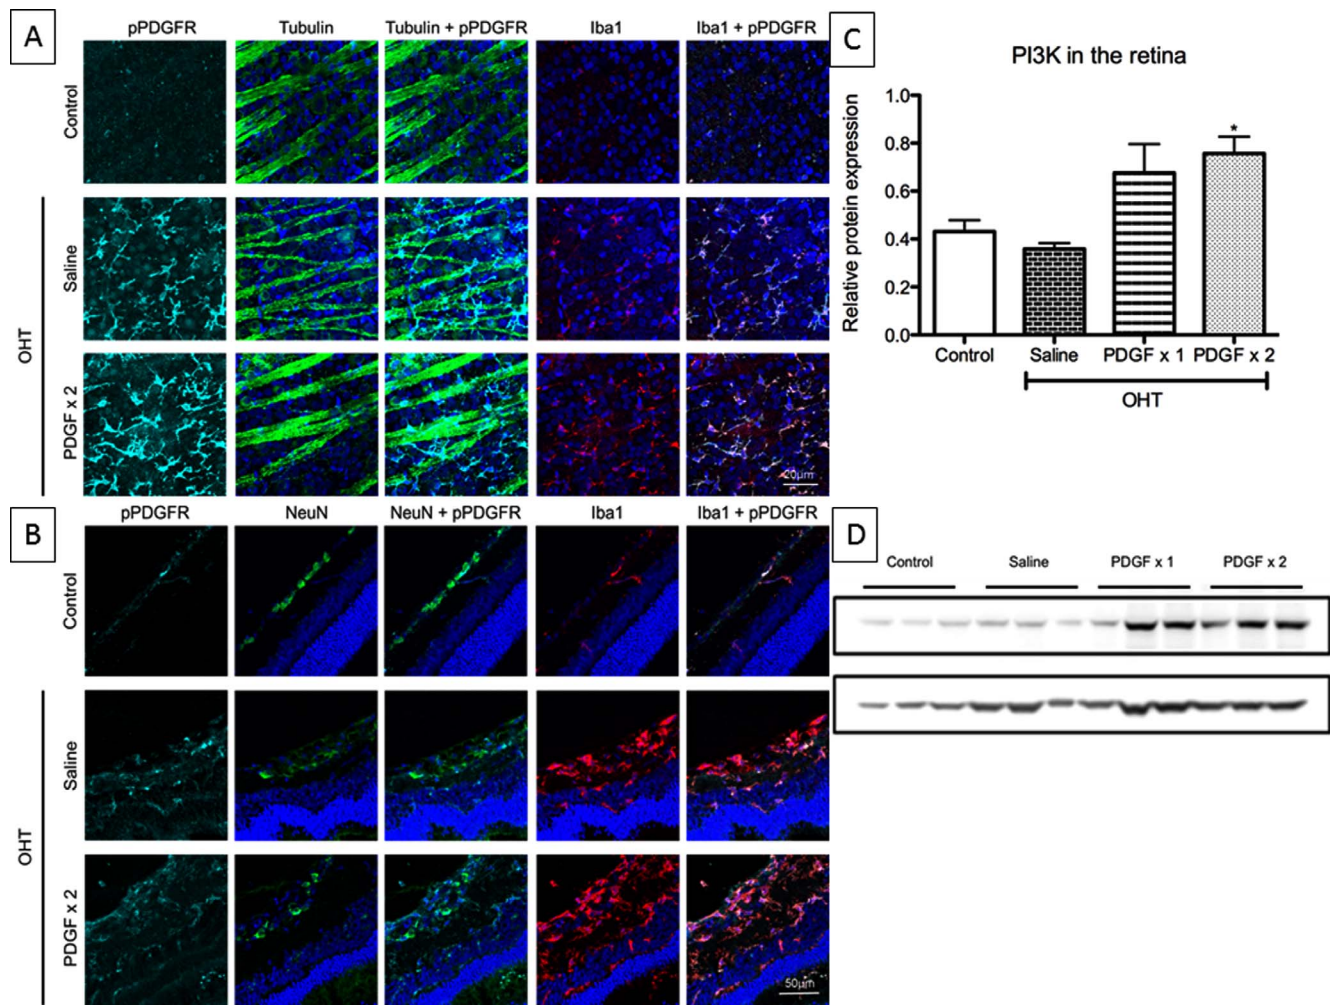 A
pPDGFR Tubulin Tubulin + pPDGFR Iba1 Iba1 + pPDGFR
Control
Saline
PDGF x 2
OHT
20µm
B
pPDGFR NeuN NeuN + pPDGFR Iba1 Iba1 + pPDGFR
Control
Saline
PDGF x 2
OHT
50µm
C
PI3K in the retina
Relative protein expression
1.0
0.8
0.6
0.4
0.2
0.0
*
Control Saline PDGF x 1 PDGF x 2
OHT
D
Control Saline PDGF x 1 PDGF x 2